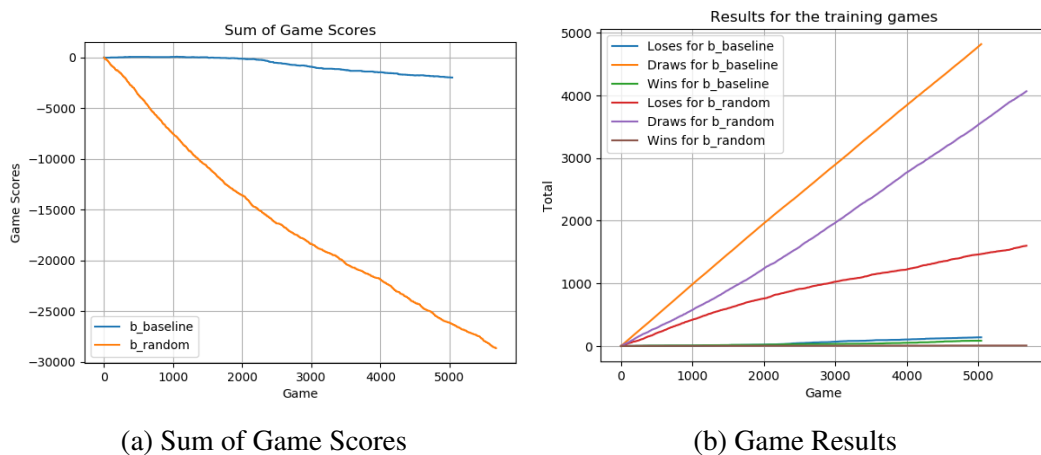 Sum of Game Scores
Game Scores
0
−5000
−10000
−15000
−20000
−25000
−30000
0 1000 2000 3000 4000 5000
Game
b_baseline
b_random
(a) Sum of Game Scores
Results for the training games
Total
5000
4000
3000
2000
1000
0
Loses for b_baseline
Draws for b_baseline
Wins for b_baseline
Loses for b_random
Draws for b_random
Wins for b_random
0 1000 2000 3000 4000 5000
Game
(b) Game Results